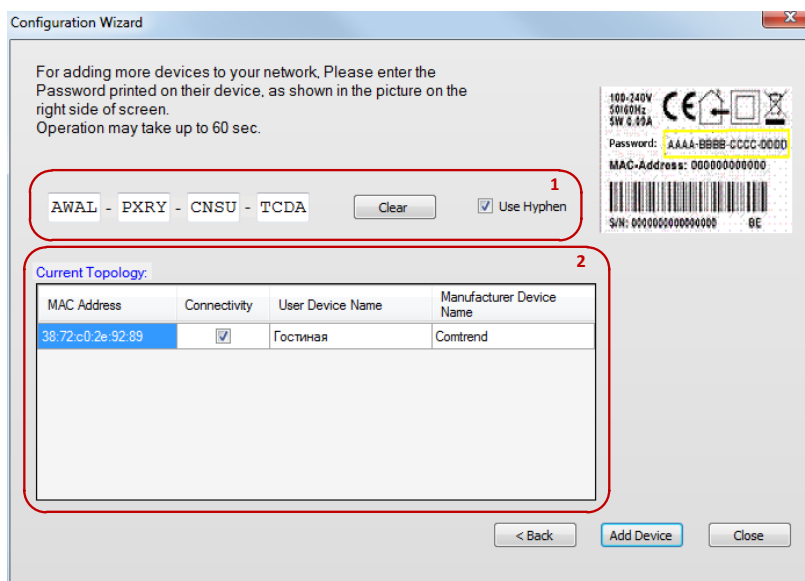 Configuration Wizard
For adding more devices to your network, Please enter the
Password printed on their device, as shown in the picture on the
right side of screen.
Operation may take up to 60 sec.
100-240V
50/60Hz
5W 0.09A
Password: AAAA-BBBB-CCCC-DDDD
MAC-Address: 000000000000
S/N: 0000000000000000 BE
1
AWAL - PXRY - CNSU - TCDA Clear Use Hyphen
2
Current Topology:
MAC Address Connectivity User Device Name Manufacturer Device
Name
38:72:c0:2e:92:89 Гостиная Comtrend
< Back Add Device Close